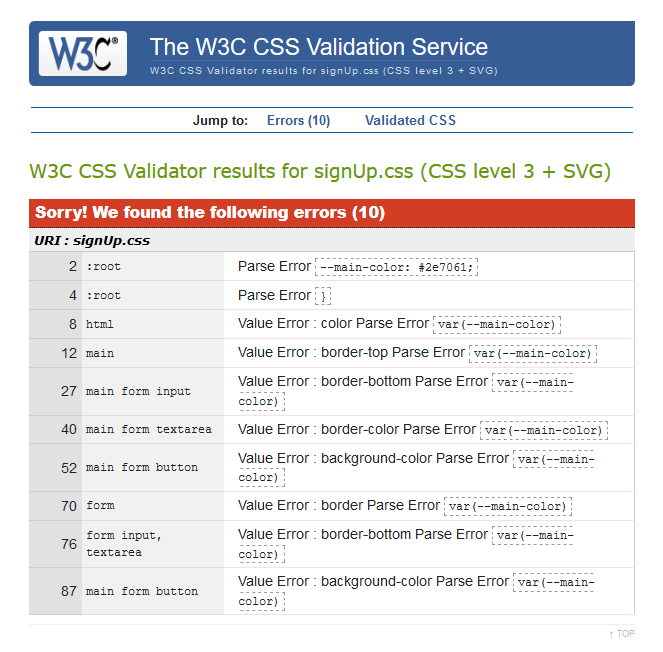 W3C®
The W3C CSS Validation Service
W3C CSS Validator results for signUp.css (CSS level 3 + SVG)
Jump to: Errors (10) Validated CSS
W3C CSS Validator results for signUp.css (CSS level 3 + SVG)
Sorry! We found the following errors (10)
URI : signUp.css
2 :root Parse Error --main-color: #2e7061;
4 :root Parse Error }
8 html Value Error : color Parse Error var(--main-color)
12 main Value Error : border-top Parse Error var(--main-color)
27 main form input Value Error : border-bottom Parse Error var(--main-
color)
40 main form textarea Value Error : border-color Parse Error var(--main-color)
52 main form button Value Error : background-color Parse Error var(--main-
color)
70 form Value Error : border Parse Error var(--main-color)
76 form input, Value Error : border-bottom Parse Error var(--main-
textarea color)
87 main form button Value Error : background-color Parse Error var(--main-
color)
↑ TOP